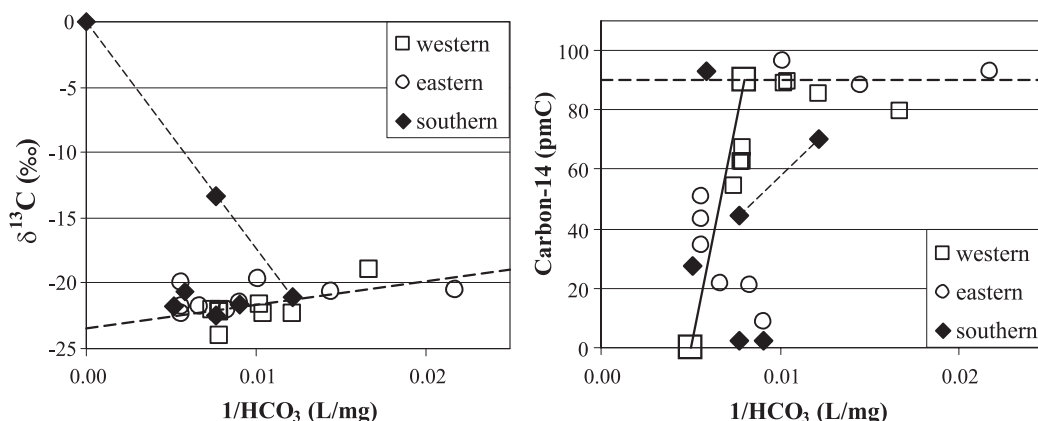 δ ¹³C (‰)
0
-5
-10
-15
-20
-25
0.00
0.01
0.02
1/HCO₃ (L/mg)
western
eastern
southern
Carbon-14 (pmC)
100
80
60
40
20
0
0.00
0.01
0.02
1/HCO₃ (L/mg)
western
eastern
southern